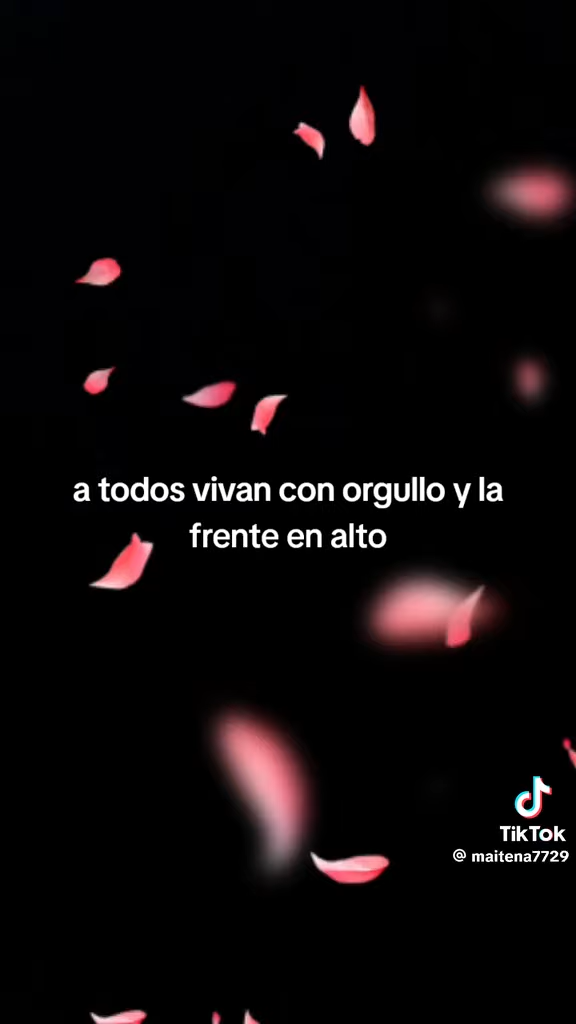 a todos vivan con orgullo y la
frente en alto
TikTok
@ maitena7729